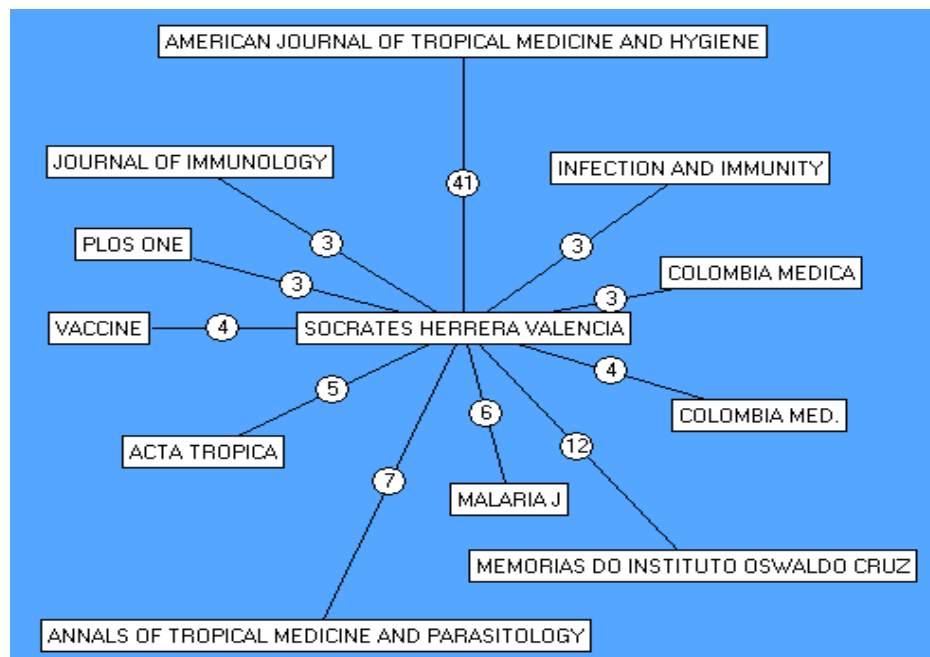 AMERICAN JOURNAL OF TROPICAL MEDICINE AND HYGIENE
JOURNAL OF IMMUNOLOGY
INFECTION AND IMMUNITY
41
3
3
PLOS ONE
COLOMBIA MEDICA
3
3
VACCINE
4
SOCRATES HERRERA VALENCIA
5
4
6
COLOMBIA MED.
ACTA TROPICA
12
7
MALARIA J
MEMORIAS DO INSTITUTO OSWALDO CRUZ
ANNALS OF TROPICAL MEDICINE AND PARASITOLOGY